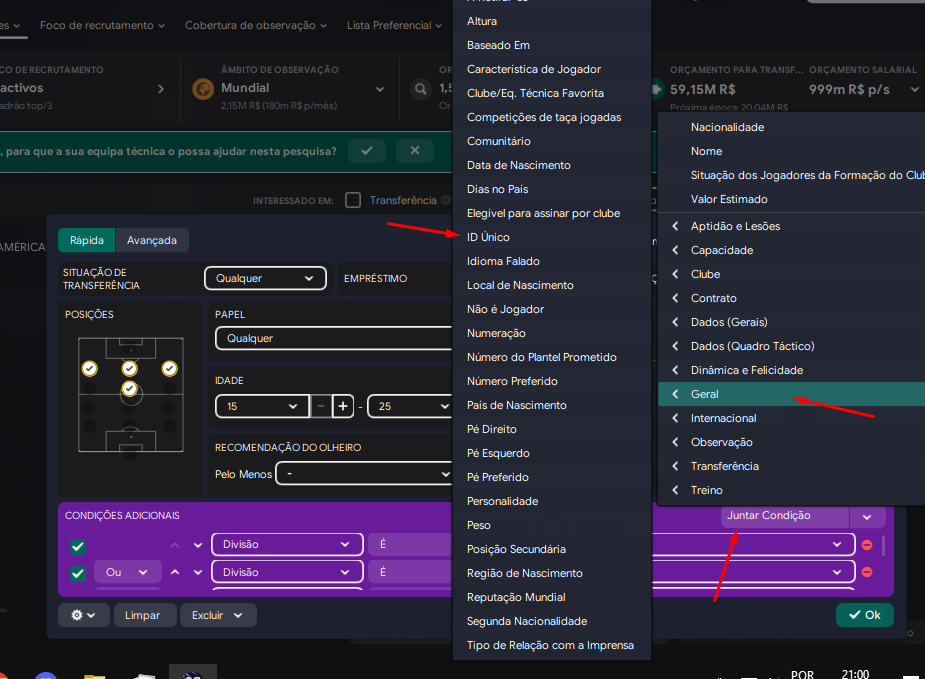 Foco de recrutamento
Cobertura de observação
Lista Preferencial
CO DE RECRUTAMENTO
activos
adrão top/3
ÂMBITO DE OBSERVAÇÃO
Mundial
2,15M R$ (180m R$ p/mês)
ORÇAMENTO PARA TRANSF...
59,15M R$
Próxima época: 20,04M R$
ORÇAMENTO SALARIAL
999m R$ p/s
, para que a sua equipa técnica o possa ajudar nesta pesquisa?
INTERESSADO EM:
Transferência
AMÉRICA
Rápida
Avançada
SITUAÇÃO DE
TRANSFERÊNCIA
Qualquer
EMPRÉSTIMO
POSIÇÕES
PAPEL
Qualquer
IDADE
15
-
+
-
25
RECOMENDAÇÃO DO OLHEIRO
Pelo Menos
-
CONDIÇÕES ADICIONAIS
Juntar Condição
Divisão
É
Ou
Divisão
É
Limpar
Excluir
Ok
Altura
Baseado Em
Característica de Jogador
Clube/Eq. Técnica Favorita
Competições de taça jogadas
Comunitário
Data de Nascimento
Dias no País
Elegível para assinar por clube
ID Único
Idioma Falado
Local de Nascimento
Não é Jogador
Numeração
Número do Plantel Prometido
Número Preferido
País de Nascimento
Pé Direito
Pé Esquerdo
Pé Preferido
Personalidade
Peso
Posição Secundária
Região de Nascimento
Reputação Mundial
Segunda Nacionalidade
Tipo de Relação com a Imprensa
Nacionalidade
Nome
Situação dos Jogadores da Formação do Club
Valor Estimado
Aptidão e Lesões
Capacidade
Clube
Contrato
Dados (Gerais)
Dados (Quadro Táctico)
Dinâmica e Felicidade
Geral
Internacional
Observação
Transferência
Treino
POR
21:00